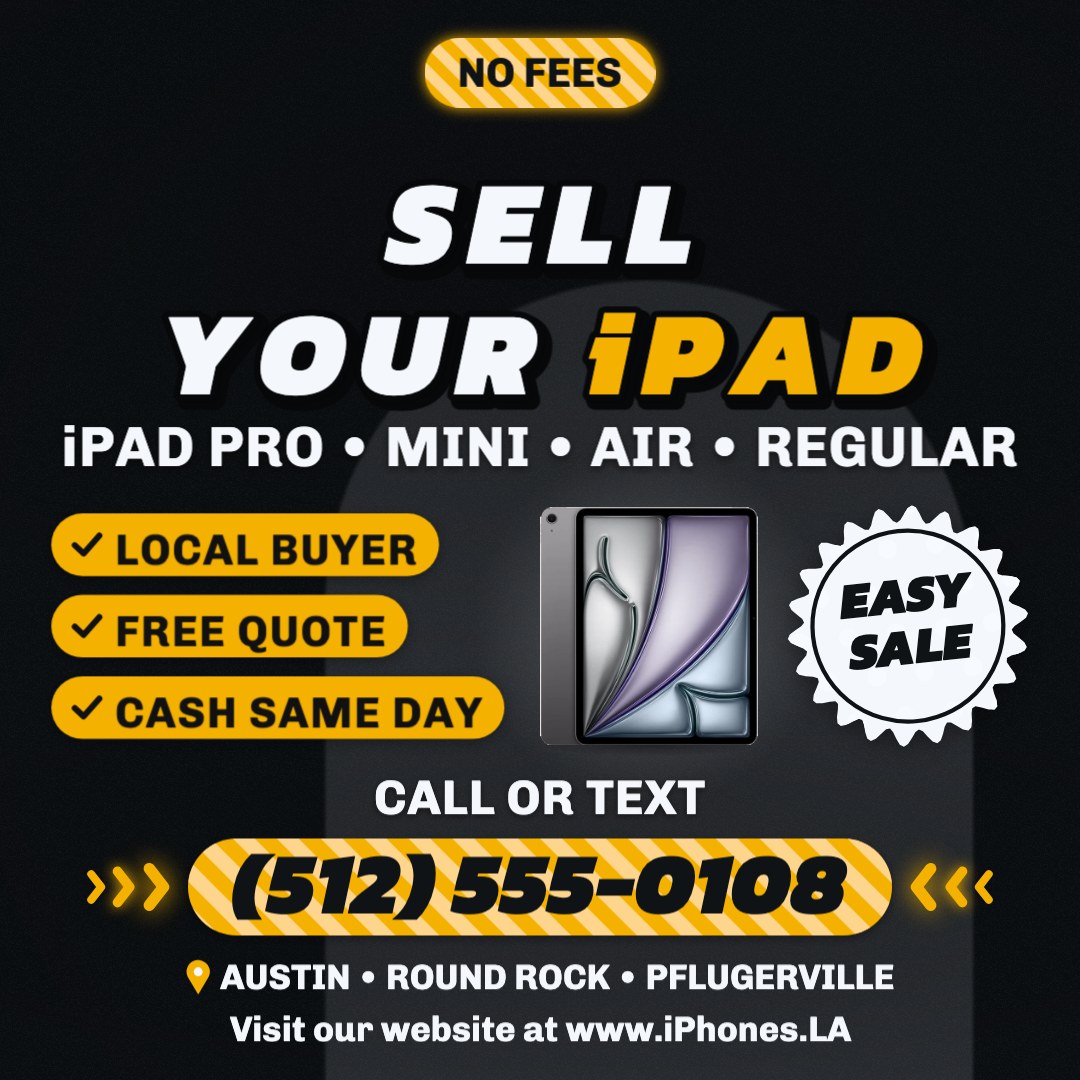 NO FEES
SELL
YOUR iPAD
iPAD PRO • MINI • AIR • REGULAR
LOCAL BUYER
FREE QUOTE
CASH SAME DAY
EASY
SALE
CALL OR TEXT
(512) 555-0108
AUSTIN • ROUND ROCK • PFLUGERVILLE
Visit our website at www.iPhones.LA